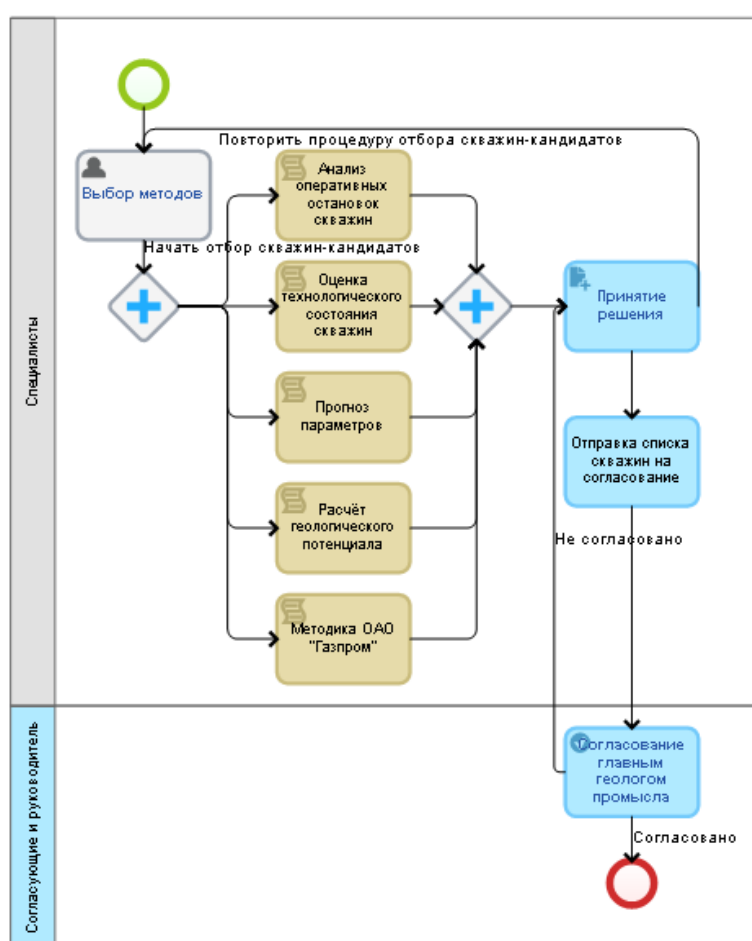 Специалисты
Повторить процедуру отбора скважин-кандидатов
Выбор методов
Анализ
оперативных
остановок
скважин
Начать отбор скважин-кандидатов
Оценка
технологического
состояния
скважин
Принятие
решения
Прогноз
параметров
Отправка списка
скважин на
согласование
Расчёт
геологического
потенциала
Не согласовано
Методика ОАО
"Газпром"
Согласующие и руководитель
Согласование
главным
геологом
промысла
Согласовано